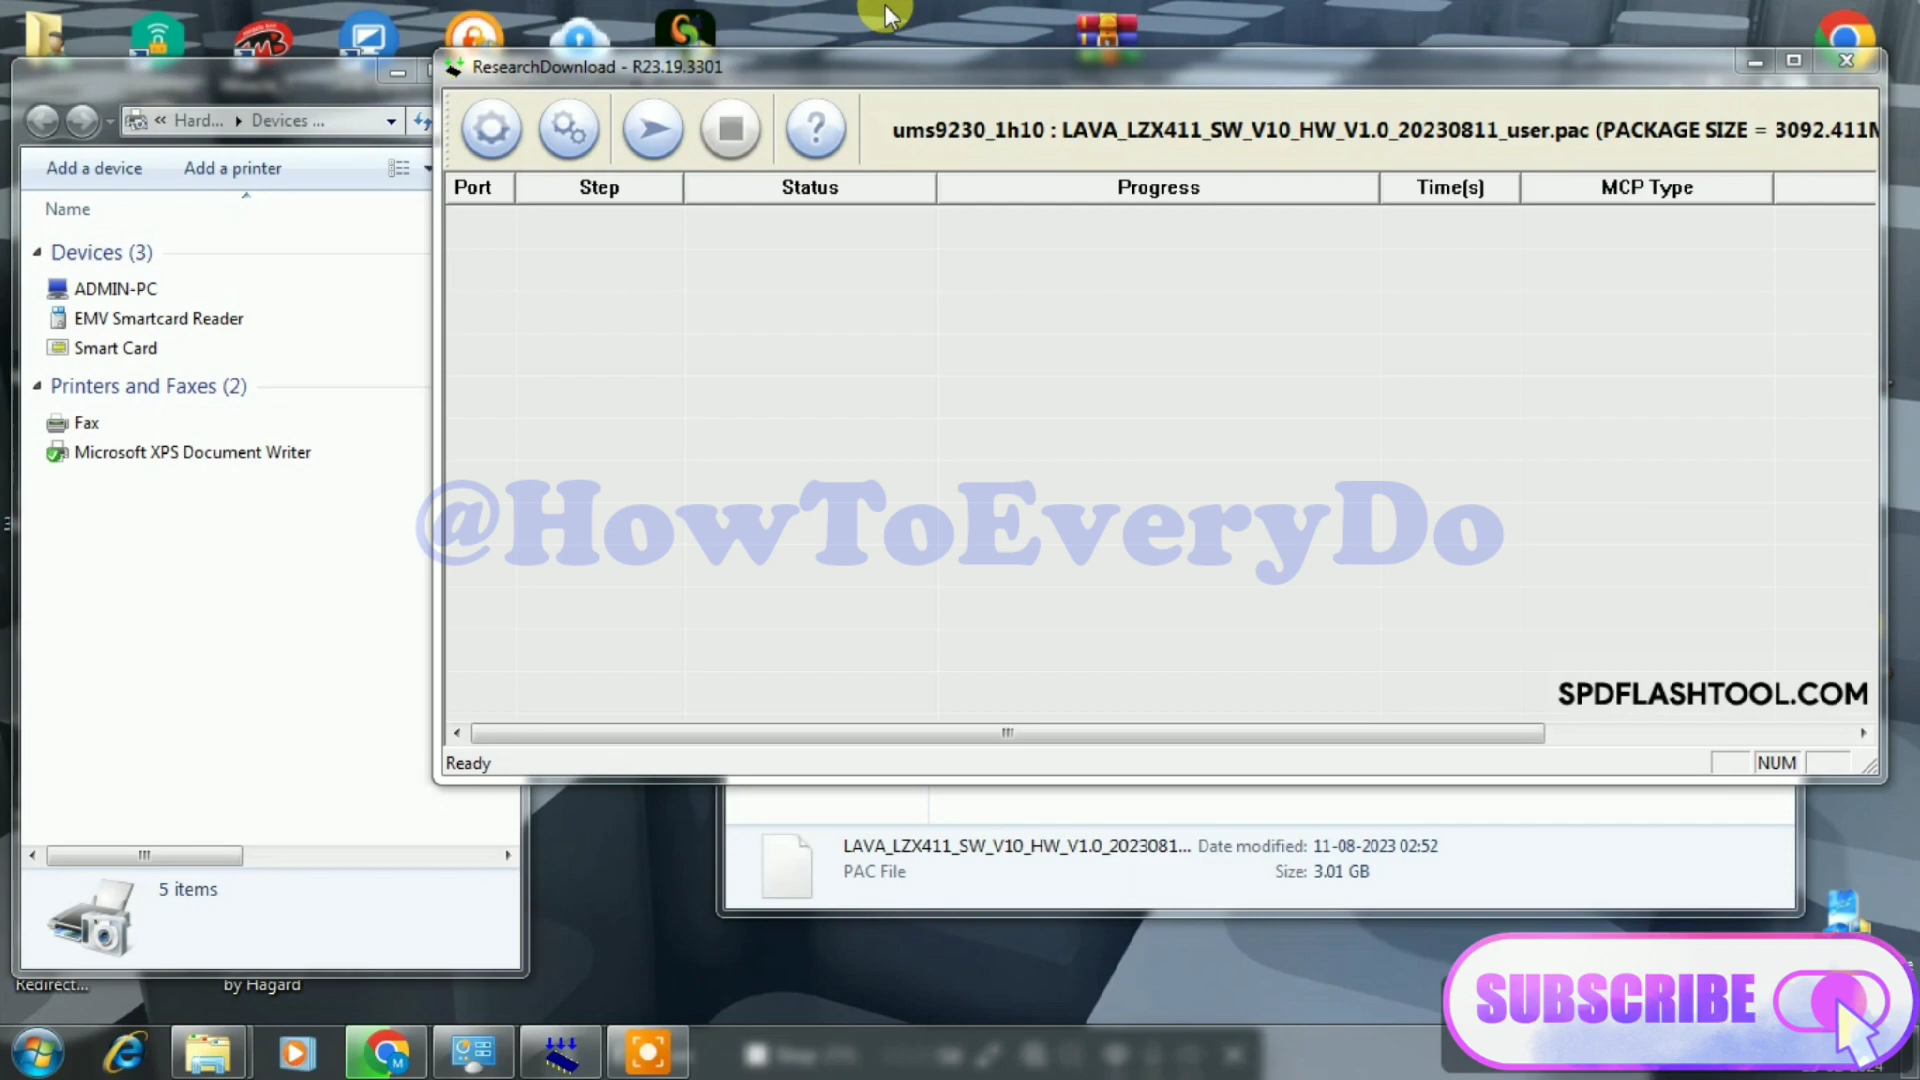 ResearchDownload - R23.19.3301
« Hard... ▸ Devices ...
ums9230_1h10 : LAVA_LZX411_SW_V10_HW_V1.0_20230811_user.pac (PACKAGE SIZE = 3092.411M
Add a device Add a printer
Port Step Status Progress Time(s) MCP Type
Name
Devices (3)
ADMIN-PC
EMV Smartcard Reader
Smart Card
Printers and Faxes (2)
Fax
Microsoft XPS Document Writer
@HowToEveryDo
SPDFLASHTOOL.COM
Ready NUM
LAVA_LZX411_SW_V10_HW_V1.0_2023081... Date modified: 11-08-2023 02:52
PAC File Size: 3.01 GB
5 items
Redirect... by Hagard
SUBSCRIBE